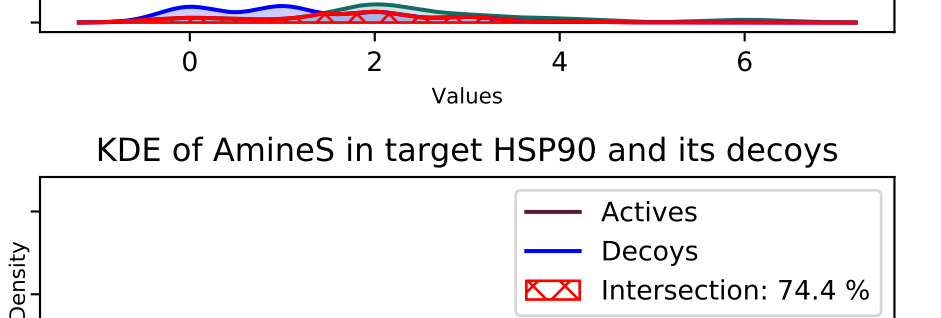 0 2 4 6
Values
KDE of AmineS in target HSP90 and its decoys
Density
Actives
Decoys
Intersection: 74.4 %